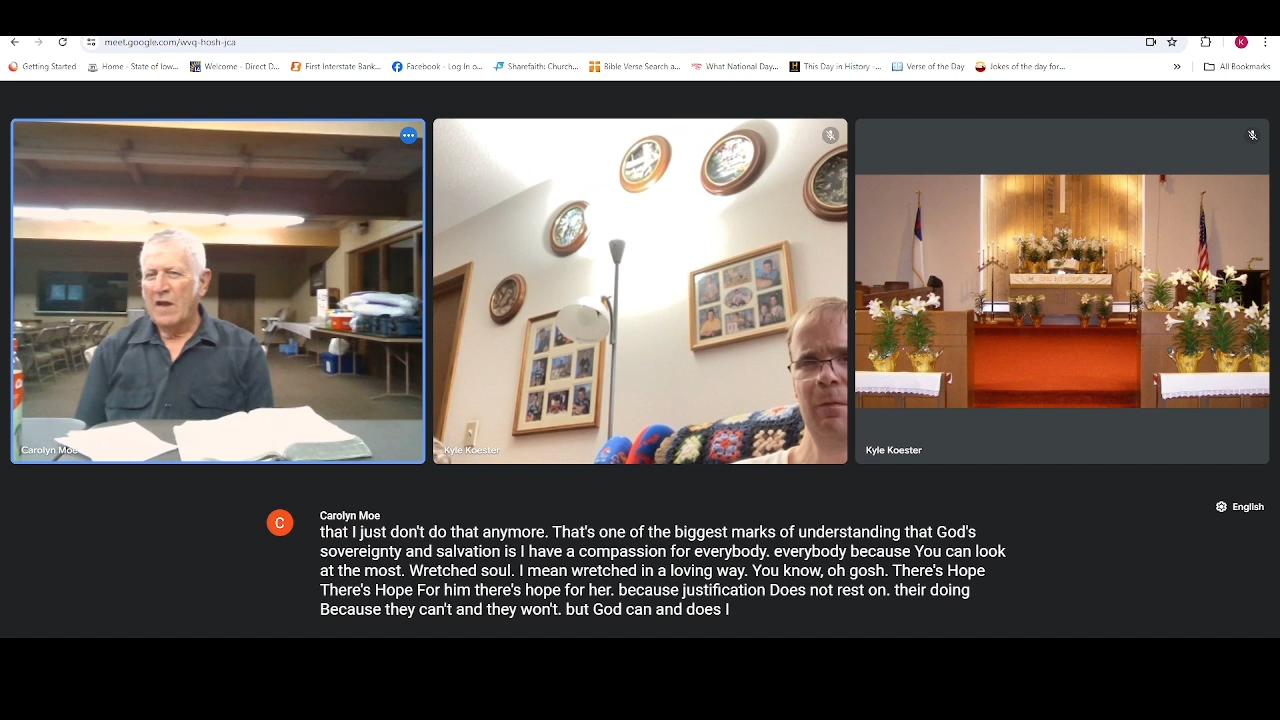 meet.google.com/wvq-hosh-jca
K
Getting Started
Home - State of Iow...
Welcome - Direct D...
First Interstate Bank...
Facebook - Log In o...
Sharefaith: Church...
Bible Verse Search a...
What National Day...
This Day in History -...
Verse of the Day
Jokes of the day for...
All Bookmarks
Carolyn Moe
Kyle Koester
Kyle Koester
English
C
Carolyn Moe
that I just don't do that anymore. That's one of the biggest marks of understanding that God's
sovereignty and salvation is I have a compassion for everybody. everybody because You can look
at the most. Wretched soul. I mean wretched in a loving way. You know, oh gosh. There's Hope
There's Hope For him there's hope for her. because justification Does not rest on. their doing
Because they can't and they won't. but God can and does I